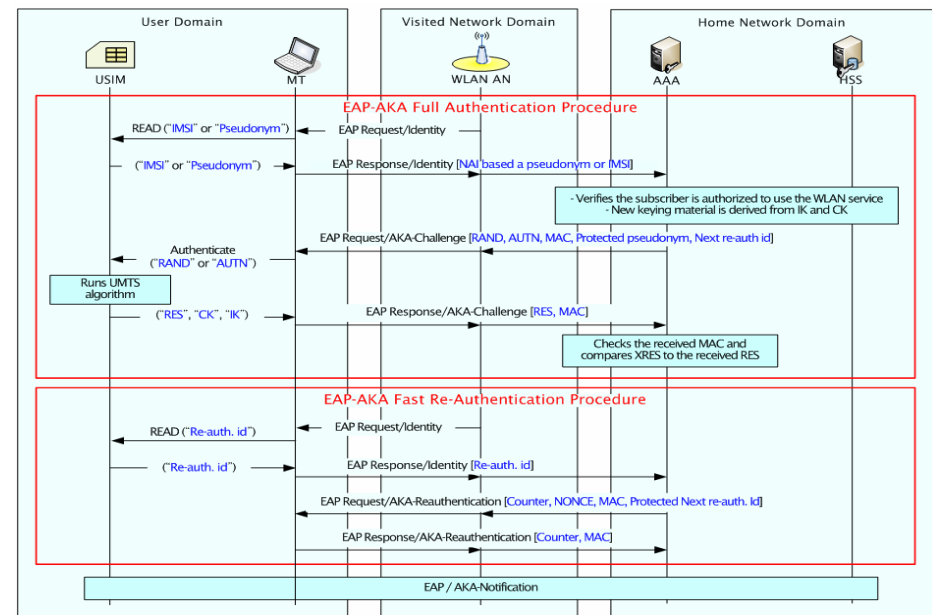 User Domain
Visited Network Domain
Home Network Domain
USIM
MT
WLAN AN
AAA
HSS
EAP-AKA Full Authentication Procedure
READ ("IMSI" or "Pseudonym")
EAP Request/Identity
("IMSI" or "Pseudonym")
EAP Response/Identity [NAI based a pseudonym or IMSI]
- Verifies the subscriber is authorized to use the WLAN service
- New keying material is derived from IK and CK
EAP Request/AKA-Challenge [RAND, AUTN, MAC, Protected pseudonym, Next re-auth id]
Authenticate
("RAND" or "AUTN")
Runs UMTS
algorithm
("RES", "CK", "IK")
EAP Response/AKA-Challenge [RES, MAC]
Checks the received MAC and
compares XRES to the received RES
EAP-AKA Fast Re-Authentication Procedure
READ ("Re-auth. id")
EAP Request/Identity
("Re-auth. id")
EAP Response/Identity [Re-auth. id]
EAP Request/AKA-Reauthentication [Counter, NONCE, MAC, Protected Next re-auth. Id]
EAP Response/AKA-Reauthentication [Counter, MAC]
EAP / AKA-Notification